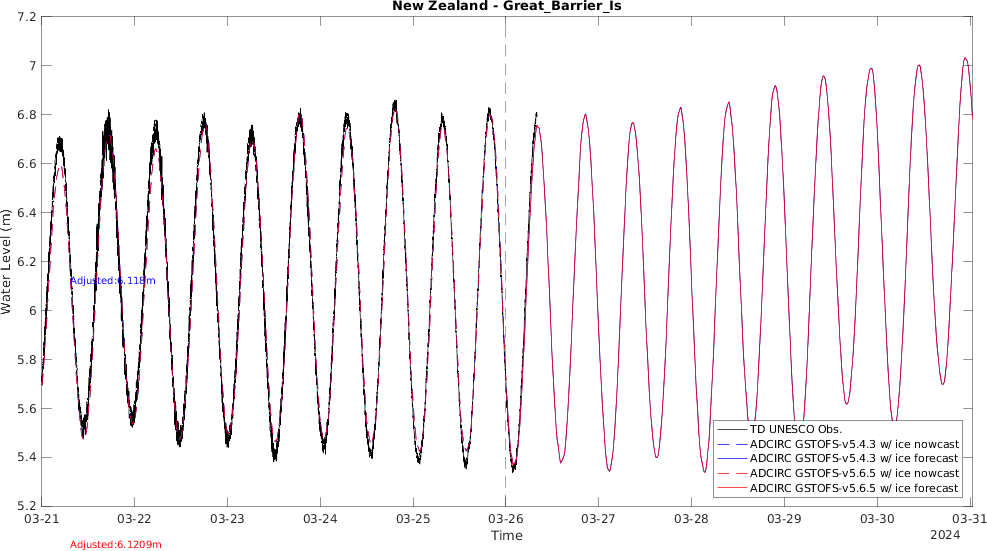 New Zealand - Great_Barrier_Is
7.2
7
6.8
6.6
6.4
6.2
6
5.8
5.6
5.4
5.2
Water Level (m)
Adjusted:6.118m
TD UNESCO Obs.
ADCIRC GSTOFS-v5.4.3 w/ ice nowcast
ADCIRC GSTOFS-v5.4.3 w/ ice forecast
ADCIRC GSTOFS-v5.6.5 w/ ice nowcast
ADCIRC GSTOFS-v5.6.5 w/ ice forecast
03-21 03-22 03-23 03-24 03-25 03-26 03-27 03-28 03-29 03-30 03-31
Time
2024
Adjusted:6.1209m